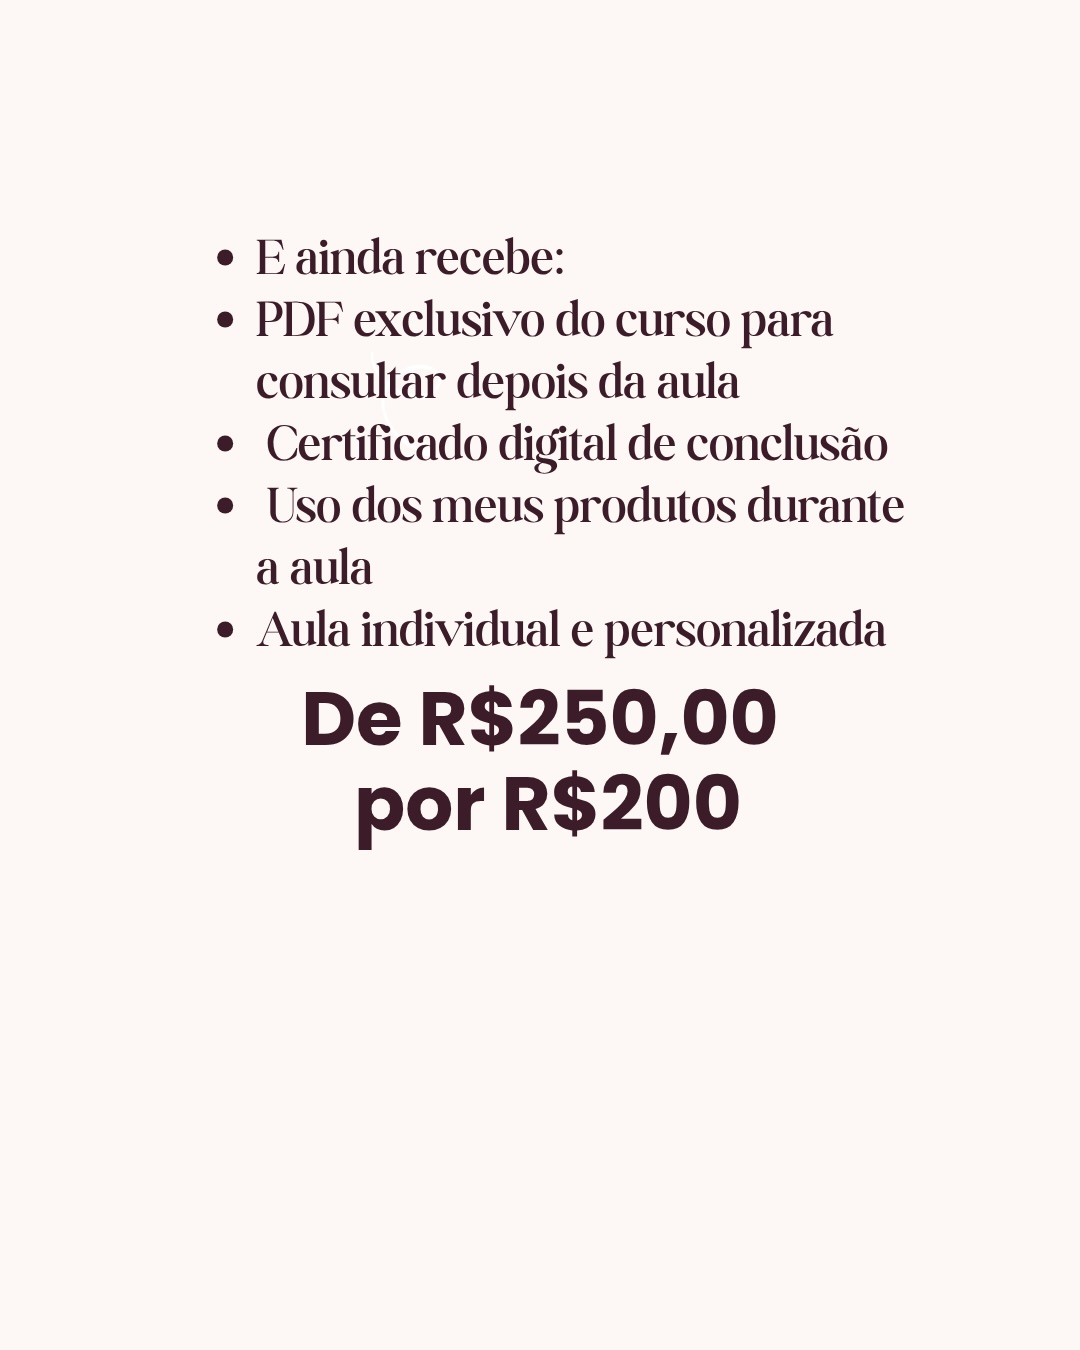 • E ainda recebe:
• PDF exclusivo do curso para
consultar depois da aula
• Certificado digital de conclusão
• Uso dos meus produtos durante
a aula
• Aula individual e personalizada
De R$250,00
por R$200